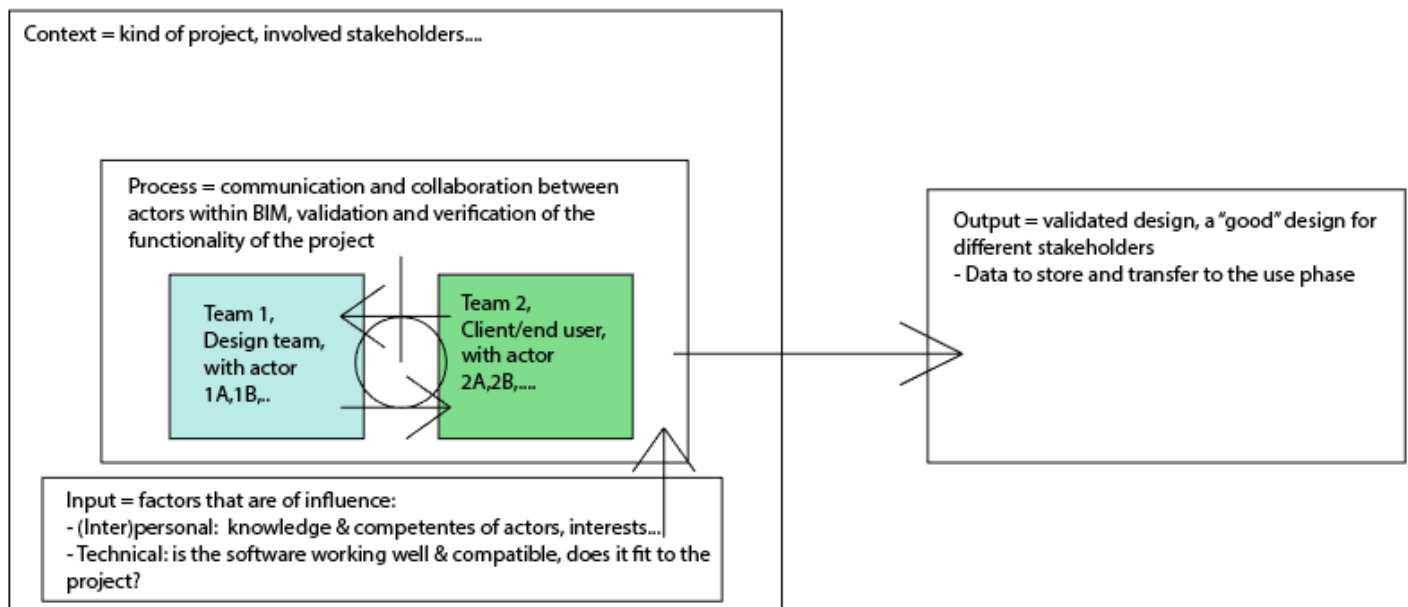 Context = kind of project, involved stakeholders....
Process = communication and collaboration between
actors within BIM, validation and verification of the
functionality of the project
Team 1,
Design team,
with actor
1A,1B,..
Team 2,
Client/end user,
with actor
2A,2B,....
Input = factors that are of influence:
- (Inter)personal:  knowledge & competentes of actors, interests...
- Technical: is the software working well & compatible, does it fit to the
project?
Output = validated design, a “good” design for
different stakeholders
- Data to store and transfer to the use phase